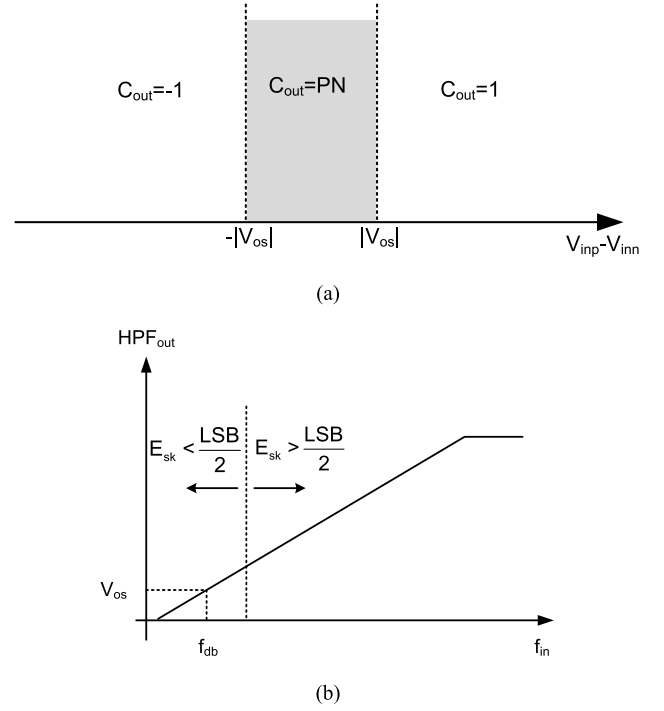 C_out=-1 C_out=PN C_out=1
-|V_os| |V_os| V_inp-V_inn
(a)
HPF_out
E_sk < LSB/2 E_sk > LSB/2
V_os
f_db f_in
(b)